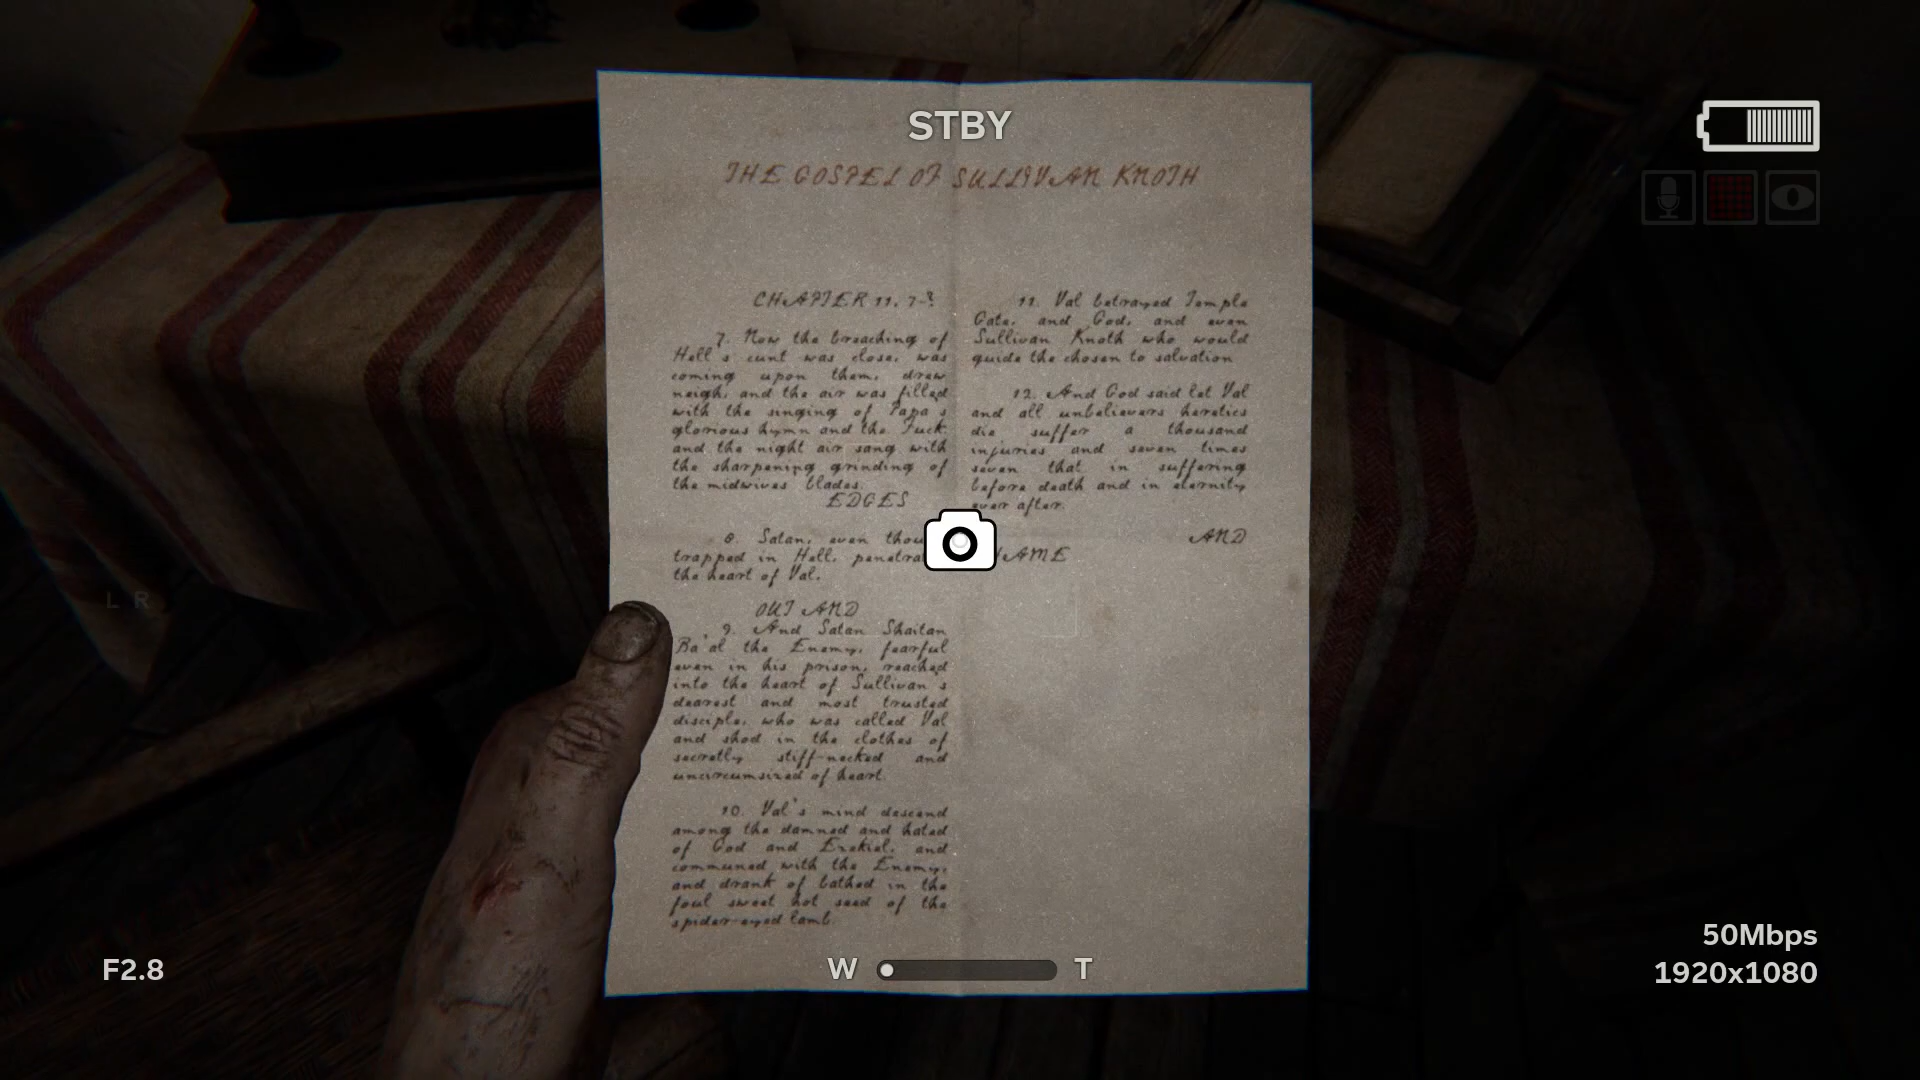 STBY
THE GOSPEL OF SULLIVAN KNOTH
CHAPTER 11, 7-?
7. Now the breaching of
Hell's cunt was close, was
coming upon them, drew
neigh, and the air was filled
with the singing of Papa's
glorious hymn and the Fuck.
and the night air sang with
the sharpening grinding of
the midwives blades.
EDGES
8. Satan, even
trapped in Hell,
the heart of Val.
OUT AND
9. And Satan Shaitan
Ba'al the Enemy, fearful
even in his prison, reached
into the heart of Sullivan's
dearest and most trusted
disciple, who was called Val
and shod in the clothes of
secretly stiff-necked and
uncircumsized of heart.
10. Val's mind descend
among the damned and hated
of God and Ezekiel, and
communed with the Enemy,
and drank of bathed in the
foul sweet hot seed of the
spider-eyed lamb.
11. Val betrayed Temple
Gate, and God, and even
Sullivan Knoth who would
guide the chosen to salvation
12. And God said let Val
and all unbelievers heretics
die suffer a thousand
injuries and seven times
seven that in suffering
before death and in eternity
ever after.
AND
L R
F2.8
W T
50Mbps
1920x1080